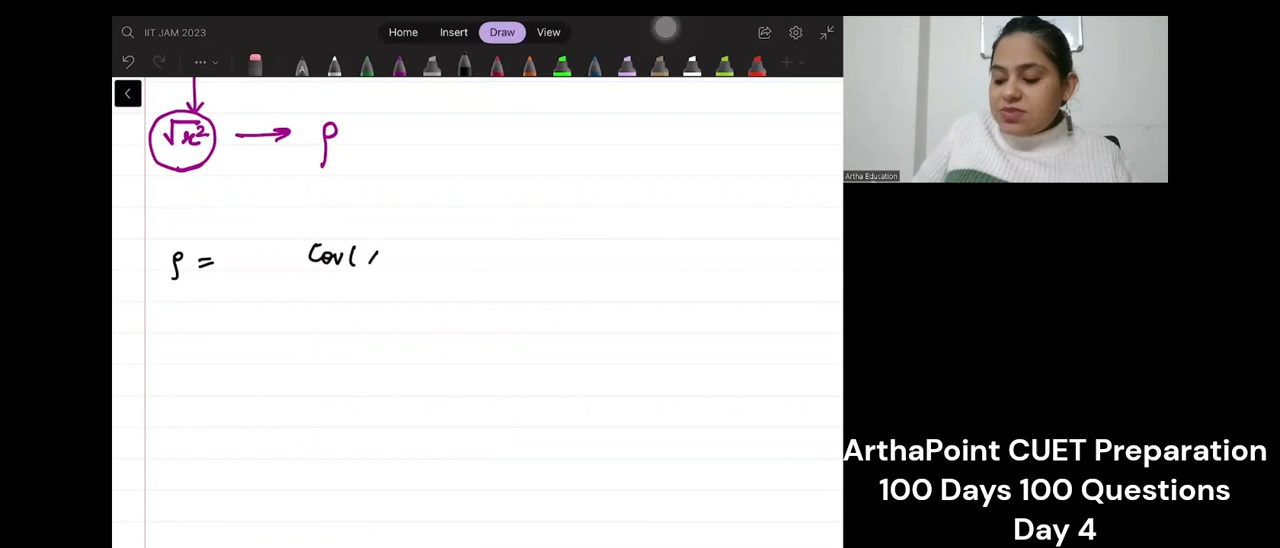 IIT JAM 2023
Home Insert Draw View
√r² → ρ
ρ = Cov(
Artha Education
ArthaPoint CUET Preparation
100 Days 100 Questions
Day 4